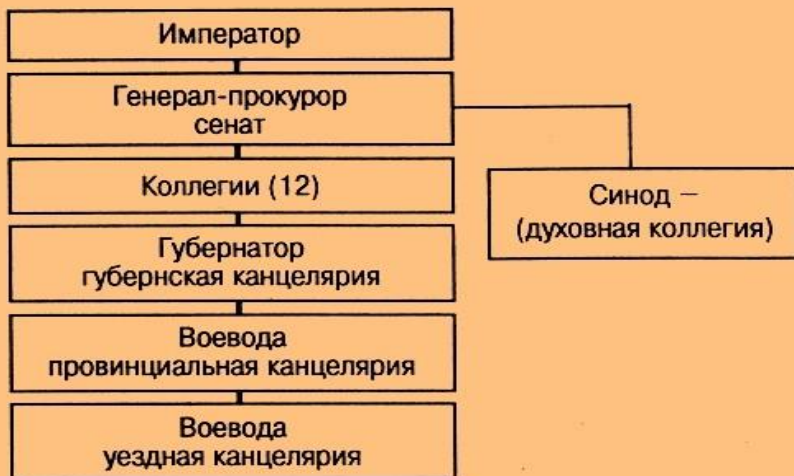 Император
Генерал-прокурор
сенат
Коллегии (12)
Синод —
(духовная коллегия)
Губернатор
губернская канцелярия
Воевода
провинциальная канцелярия
Воевода
уездная канцелярия